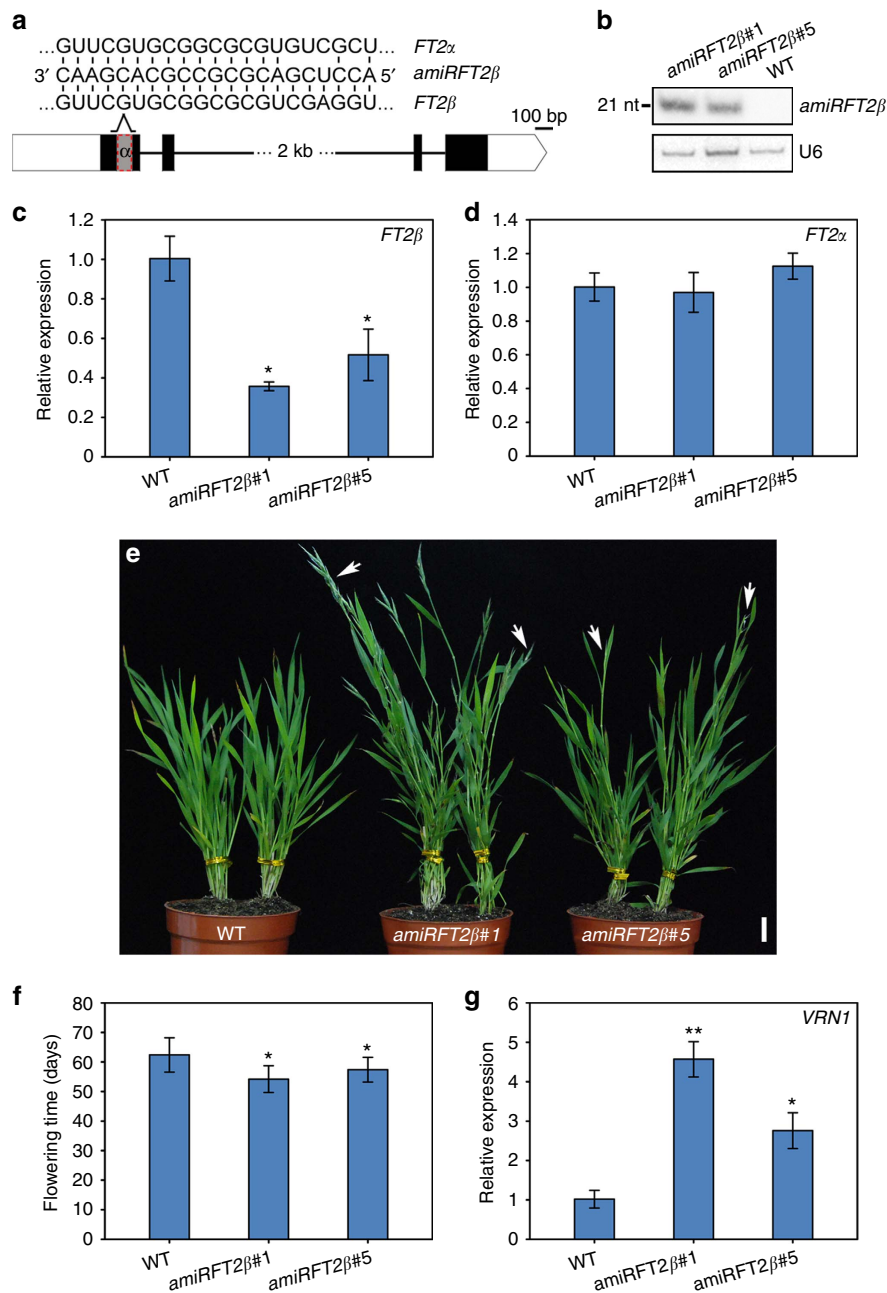 a
...GUUCGUGCGGCGCGUGUCGCU... FT2α
3′ CAAGCACGCCGCGCAGCUCCA 5′ amiRFT2β
...GUUCGUGCGGCGCGUCGAGGU... FT2β
100 bp
α
... 2 kb ...
b
amiRFT2β#1
amiRFT2β#5
WT
21 nt
amiRFT2β
U6
c
FT2β
Relative expression
1.2
1.0
0.8
0.6
0.4
0.2
0
*
*
WT
amiRFT2β#1
amiRFT2β#5
d
FT2α
Relative expression
1.4
1.2
1.0
0.8
0.6
0.4
0.2
0
WT
amiRFT2β#1
amiRFT2β#5
e
WT
amiRFT2β#1
amiRFT2β#5
f
Flowering time (days)
80
70
60
50
40
30
20
10
0
*
*
WT
amiRFT2β#1
amiRFT2β#5
g
VRN1
Relative expression
6
5
4
3
2
1
0
**
*
WT
amiRFT2β#1
amiRFT2β#5